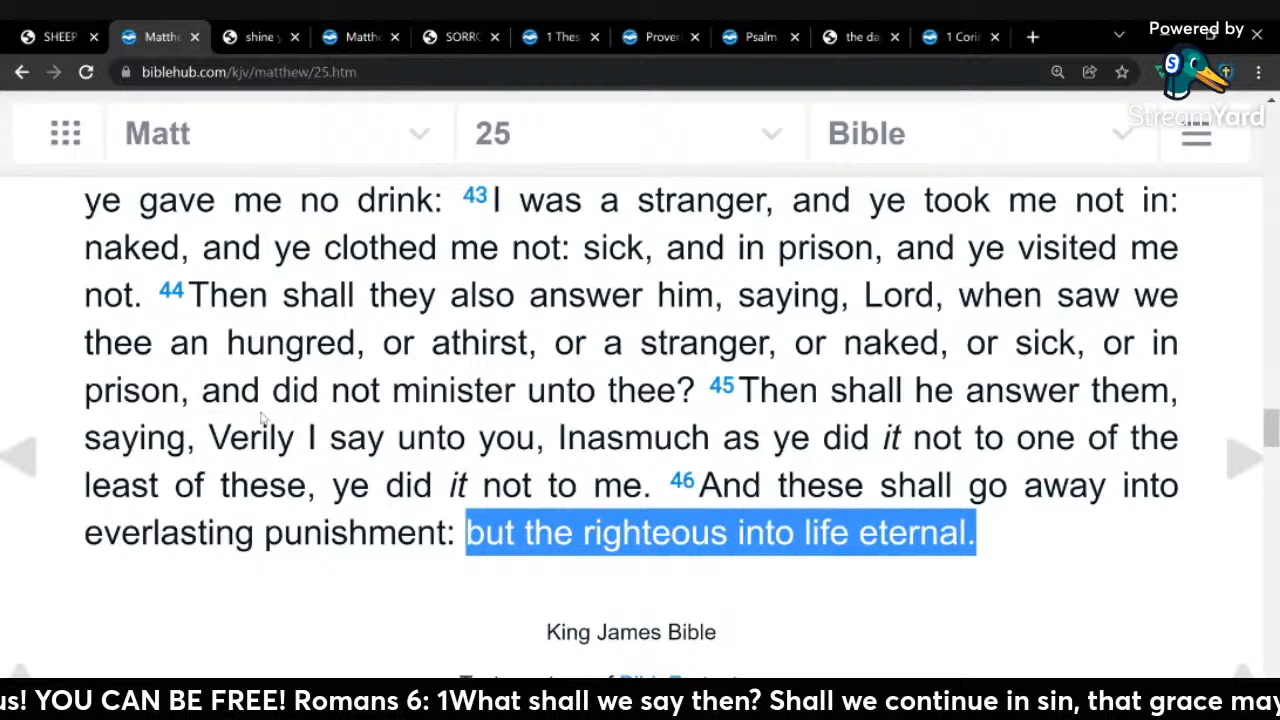 Powered by
SHEEP
Matthe
shine y
Matthe
SORRO
1 Thes
Prover
Psalm
the da
1 Corin
biblehub.com/kjv/matthew/25.htm
StreamYard
Matt 25 Bible
ye gave me no drink: 43 I was a stranger, and ye took me not in:
naked, and ye clothed me not: sick, and in prison, and ye visited me
not. 44 Then shall they also answer him, saying, Lord, when saw we
thee an hungred, or athirst, or a stranger, or naked, or sick, or in
prison, and did not minister unto thee? 45 Then shall he answer them,
saying, Verily I say unto you, Inasmuch as ye did it not to one of the
least of these, ye did it not to me. 46 And these shall go away into
everlasting punishment: but the righteous into life eternal.
King James Bible
us! YOU CAN BE FREE! Romans 6: 1What shall we say then? Shall we continue in sin, that grace may